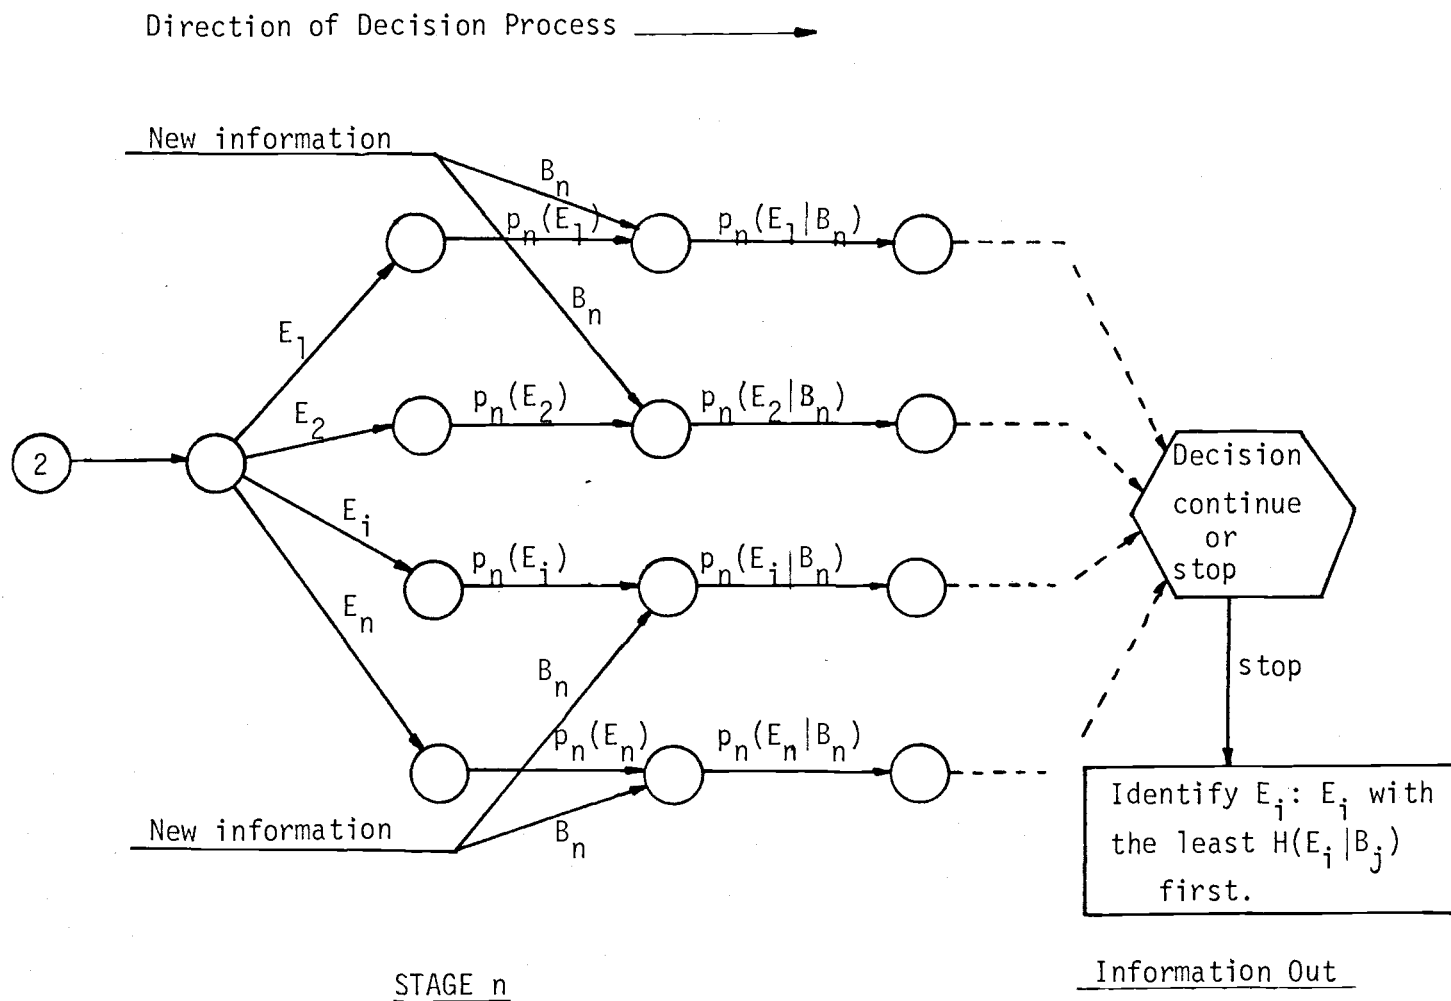 Direction of Decision Process
New information
B_n
p_n(E_1)
p_n(E_1|B_n)
B_n
E_1
E_2
p_n(E_2)
p_n(E_2|B_n)
2
Decision
continue
or
stop
E_i
p_n(E_i)
p_n(E_i|B_n)
E_n
B_n
stop
p_n(E_n)
p_n(E_n|B_n)
New information
B_n
Identify E_i: E_i with
the least H(E_i|B_j)
first.
STAGE n
Information Out